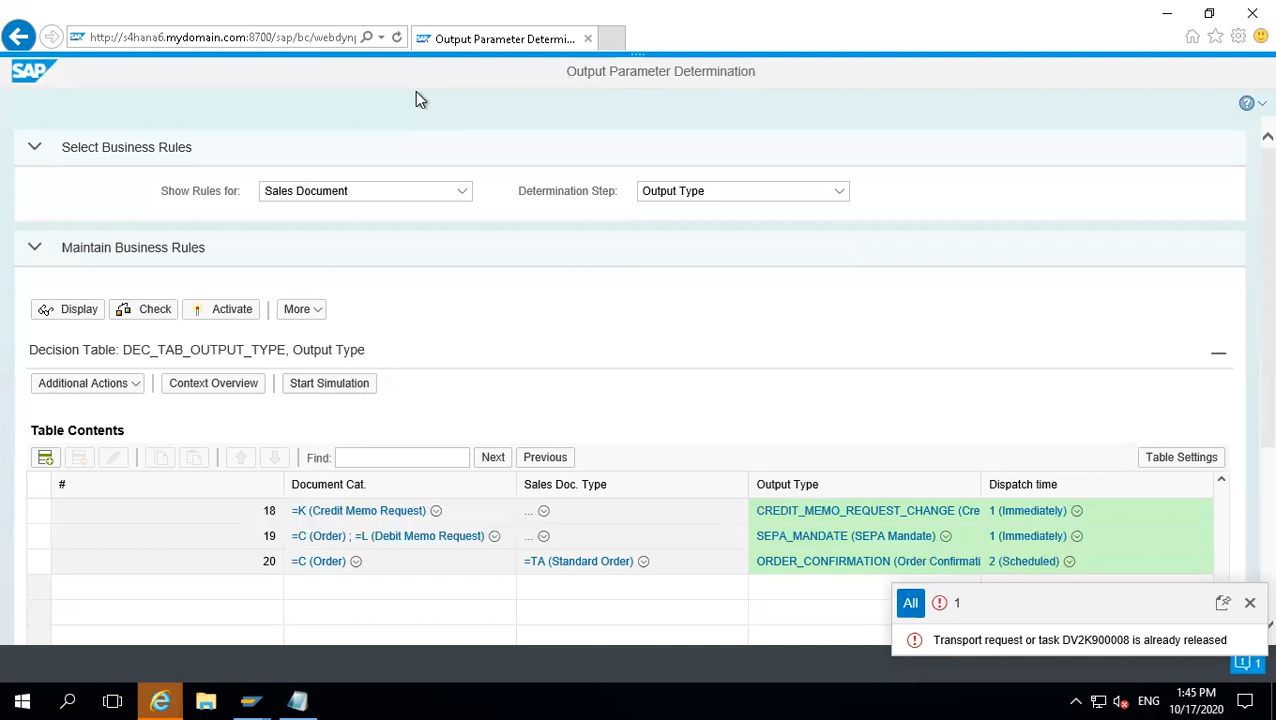 http://s4hana6.mydomain.com:8700/sap/bc/webdynp
Output Parameter Determi...
SAP
Output Parameter Determination
Select Business Rules
Show Rules for: Sales Document Determination Step: Output Type
Maintain Business Rules
Display Check Activate More
Decision Table: DEC_TAB_OUTPUT_TYPE, Output Type
Additional Actions Context Overview Start Simulation
Table Contents
Find: Next Previous Table Settings
# Document Cat. Sales Doc. Type Output Type Dispatch time
18 =K (Credit Memo Request) ... CREDIT_MEMO_REQUEST_CHANGE (Cre 1 (Immediately)
19 =C (Order) ; =L (Debit Memo Request) ... SEPA_MANDATE (SEPA Mandate) 1 (Immediately)
20 =C (Order) =TA (Standard Order) ORDER_CONFIRMATION (Order Confirmati 2 (Scheduled)
All 1
Transport request or task DV2K900008 is already released
1
ENG
1:45 PM
10/17/2020